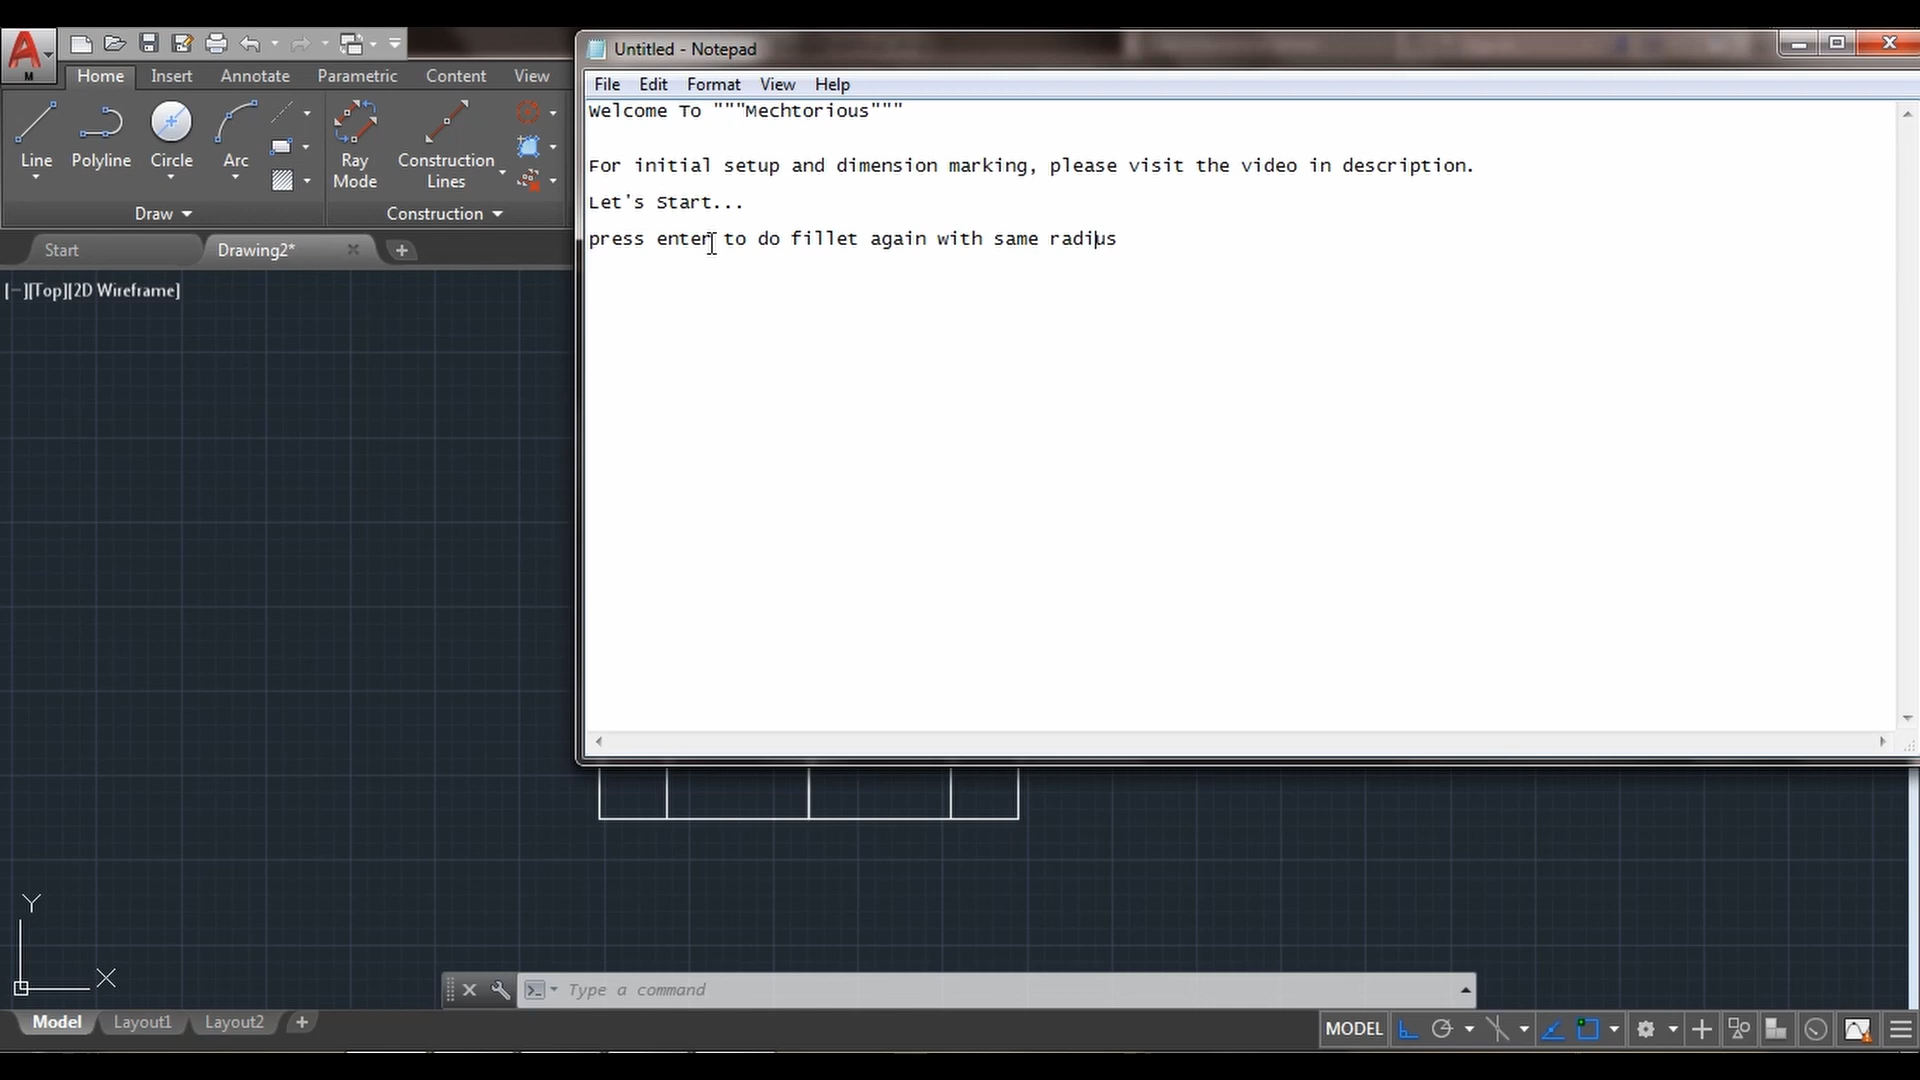 Untitled - Notepad
Home Insert Annotate Parametric Content View
File Edit Format View Help
Welcome To """Mechtorious"""
For initial setup and dimension marking, please visit the video in description.
Let's Start...
press enter to do fillet again with same radius
Line Polyline Circle Arc Ray Mode Construction Lines
Draw Construction
Start Drawing2*
[−][Top][2D Wireframe]
M
Y
X
Type a command
Model Layout1 Layout2
MODEL